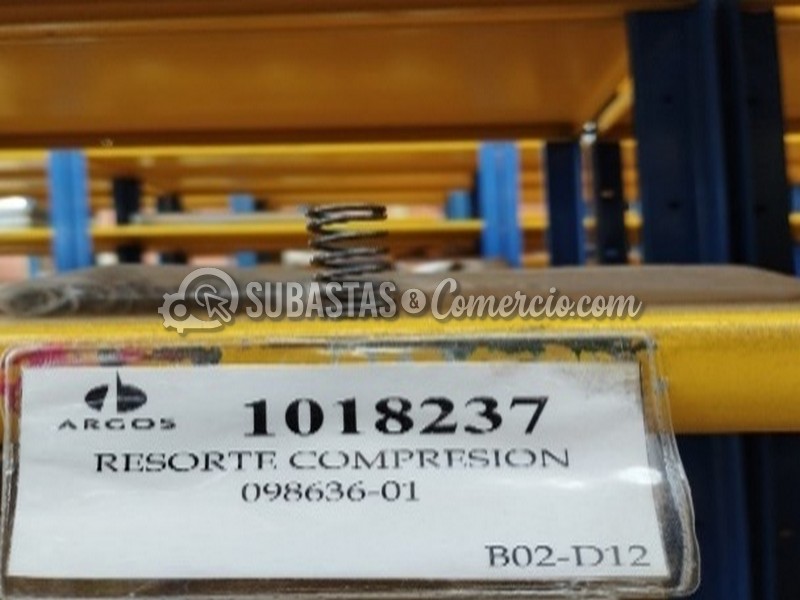 SUBASTAS&Comercio.com
ARGOS 1018237
RESORTE COMPRESION
098636-01
B02-D12